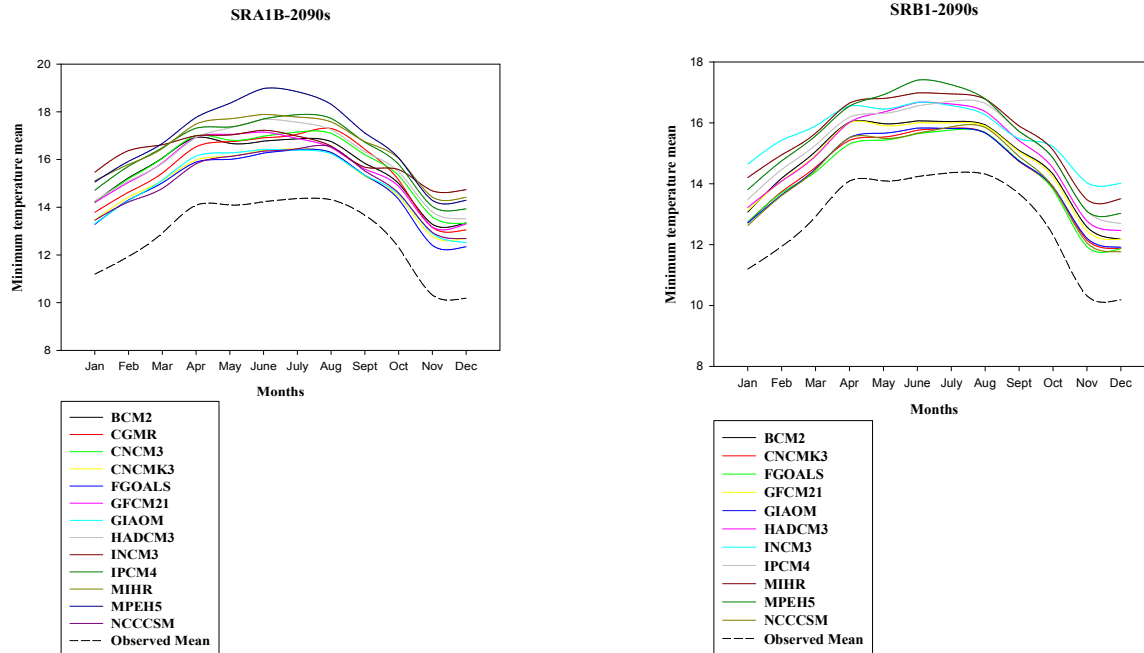 SRA1B-2090s
Minimum temperature mean
20
18
16
14
12
10
8
Jan Feb Mar Apr May June July Aug Sept Oct Nov Dec
Months
BCM2
CGMR
CNCM3
CNCMK3
FGOALS
GFCM21
GIAOM
HADCM3
INCM3
IPCM4
MIHR
MPEH5
NCCCSM
Observed Mean
SRB1-2090s
Minimum temperature mean
18
16
14
12
10
8
Jan Feb Mar Apr May June July Aug Sept Oct Nov Dec
Months
BCM2
CNCMK3
FGOALS
GFCM21
GIAOM
HADCM3
INCM3
IPCM4
MIHR
MPEH5
NCCCSM
Observed Mean